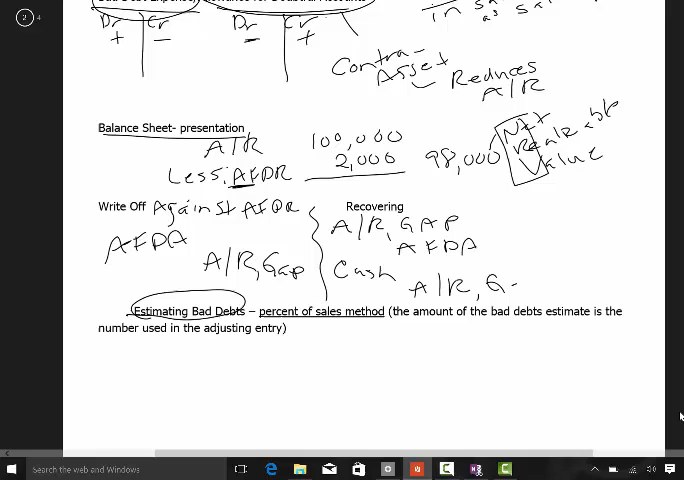 2 4
Dr Cr Dr Cr
+ - - +
Contra-
Asset
Reduces
A/R
Balance Sheet- presentation
A/R 100,000
Less: AFDA 2,000 98,000
Net
Realizable
Value
Write Off Against AFDA
AFDA
A/R, Gap
Recovering
A/R, GAP
AFDA
Cash
A/R, G
Estimating Bad Debts – percent of sales method (the amount of the bad debts estimate is the
number used in the adjusting entry)
Search the web and Windows